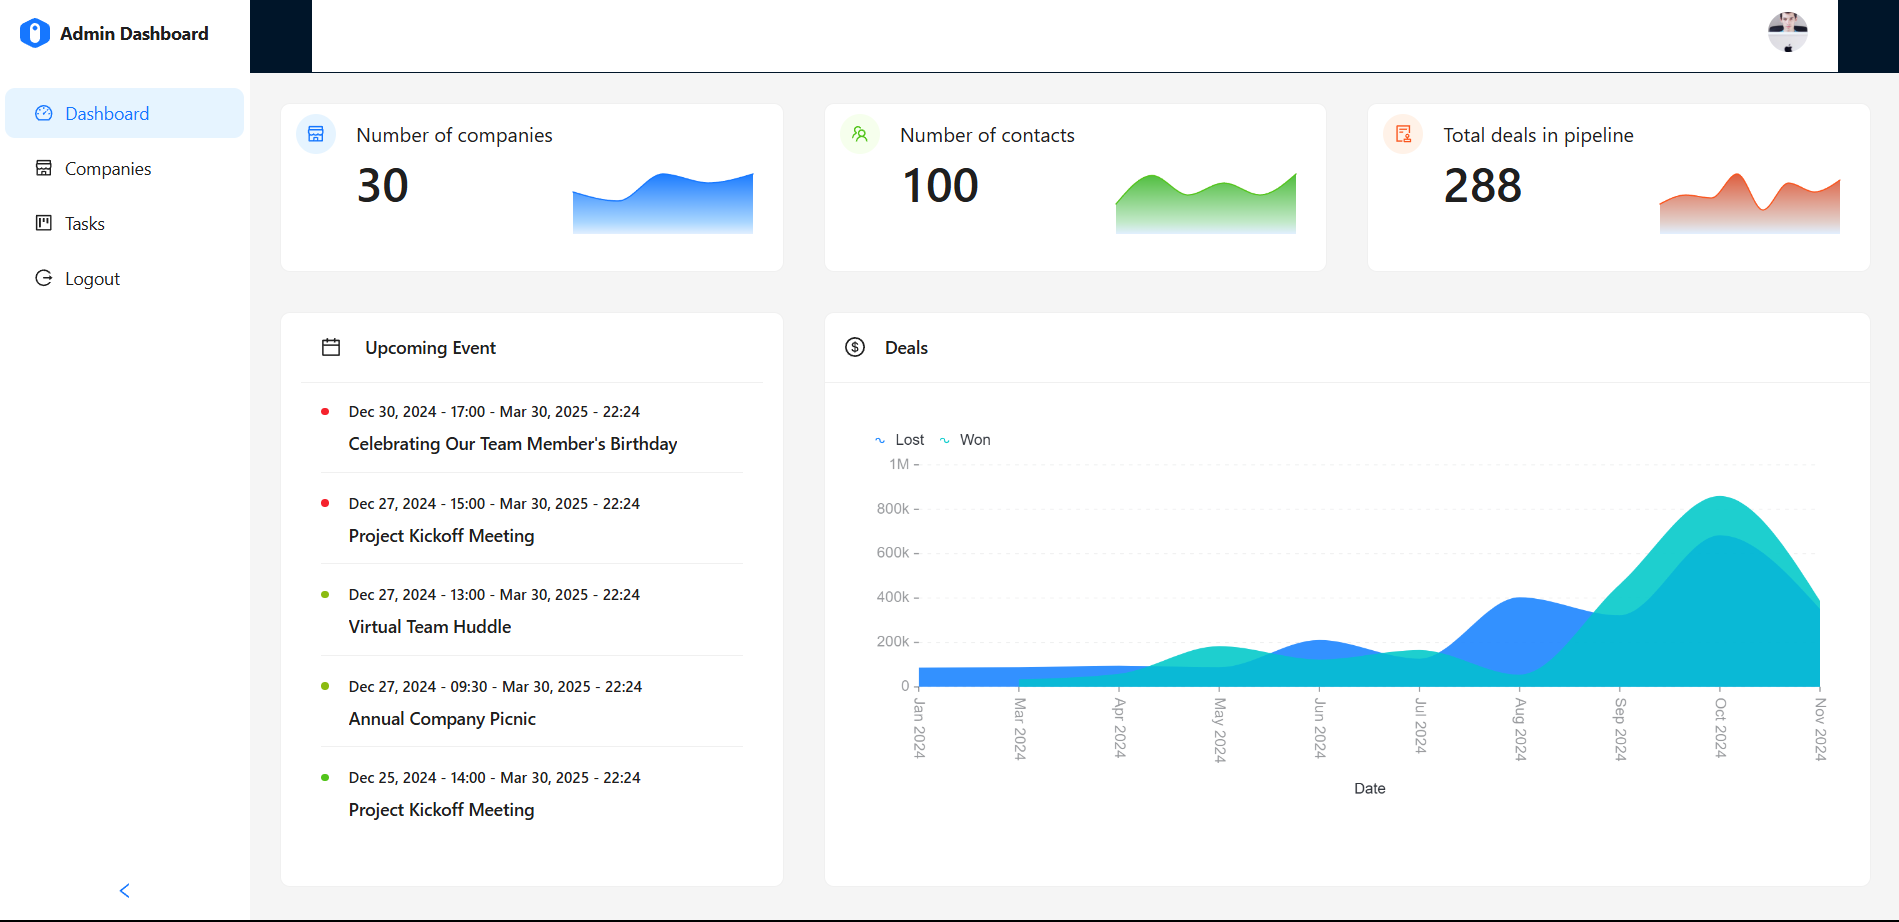 Admin Dashboard
Dashboard
Companies
Tasks
Logout
Number of companies
30
Number of contacts
100
Total deals in pipeline
288
Upcoming Event
Dec 30, 2024 - 17:00 - Mar 30, 2025 - 22:24
Celebrating Our Team Member's Birthday
Dec 27, 2024 - 15:00 - Mar 30, 2025 - 22:24
Project Kickoff Meeting
Dec 27, 2024 - 13:00 - Mar 30, 2025 - 22:24
Virtual Team Huddle
Dec 27, 2024 - 09:30 - Mar 30, 2025 - 22:24
Annual Company Picnic
Dec 25, 2024 - 14:00 - Mar 30, 2025 - 22:24
Project Kickoff Meeting
Deals
Lost Won
1M
800k
600k
400k
200k
0
Jan 2024
Mar 2024
Apr 2024
May 2024
Jun 2024
Jul 2024
Aug 2024
Sep 2024
Oct 2024
Nov 2024
Date